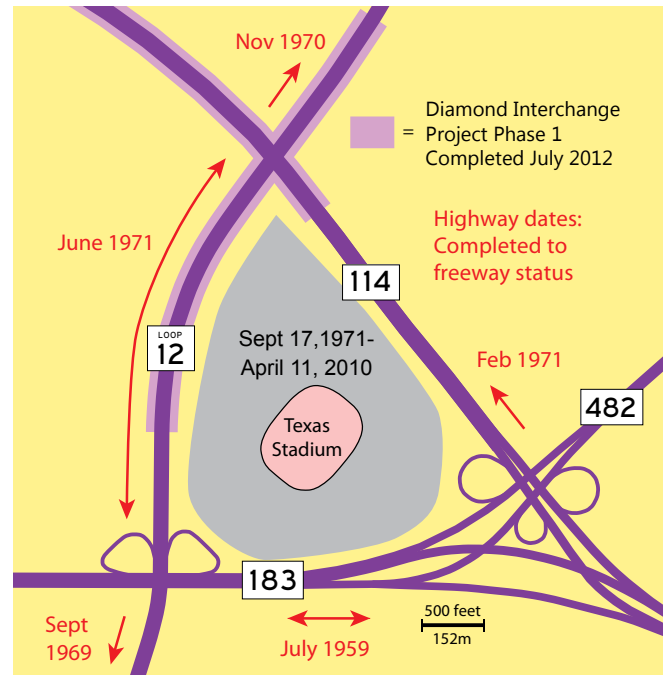 Nov 1970
= Diamond Interchange
Project Phase 1
Completed July 2012
June 1971
Highway dates:
Completed to
freeway status
114
LOOP
12
Sept 17,1971-
April 11, 2010
Feb 1971
482
Texas
Stadium
183
500 feet
152m
Sept
1969
July 1959